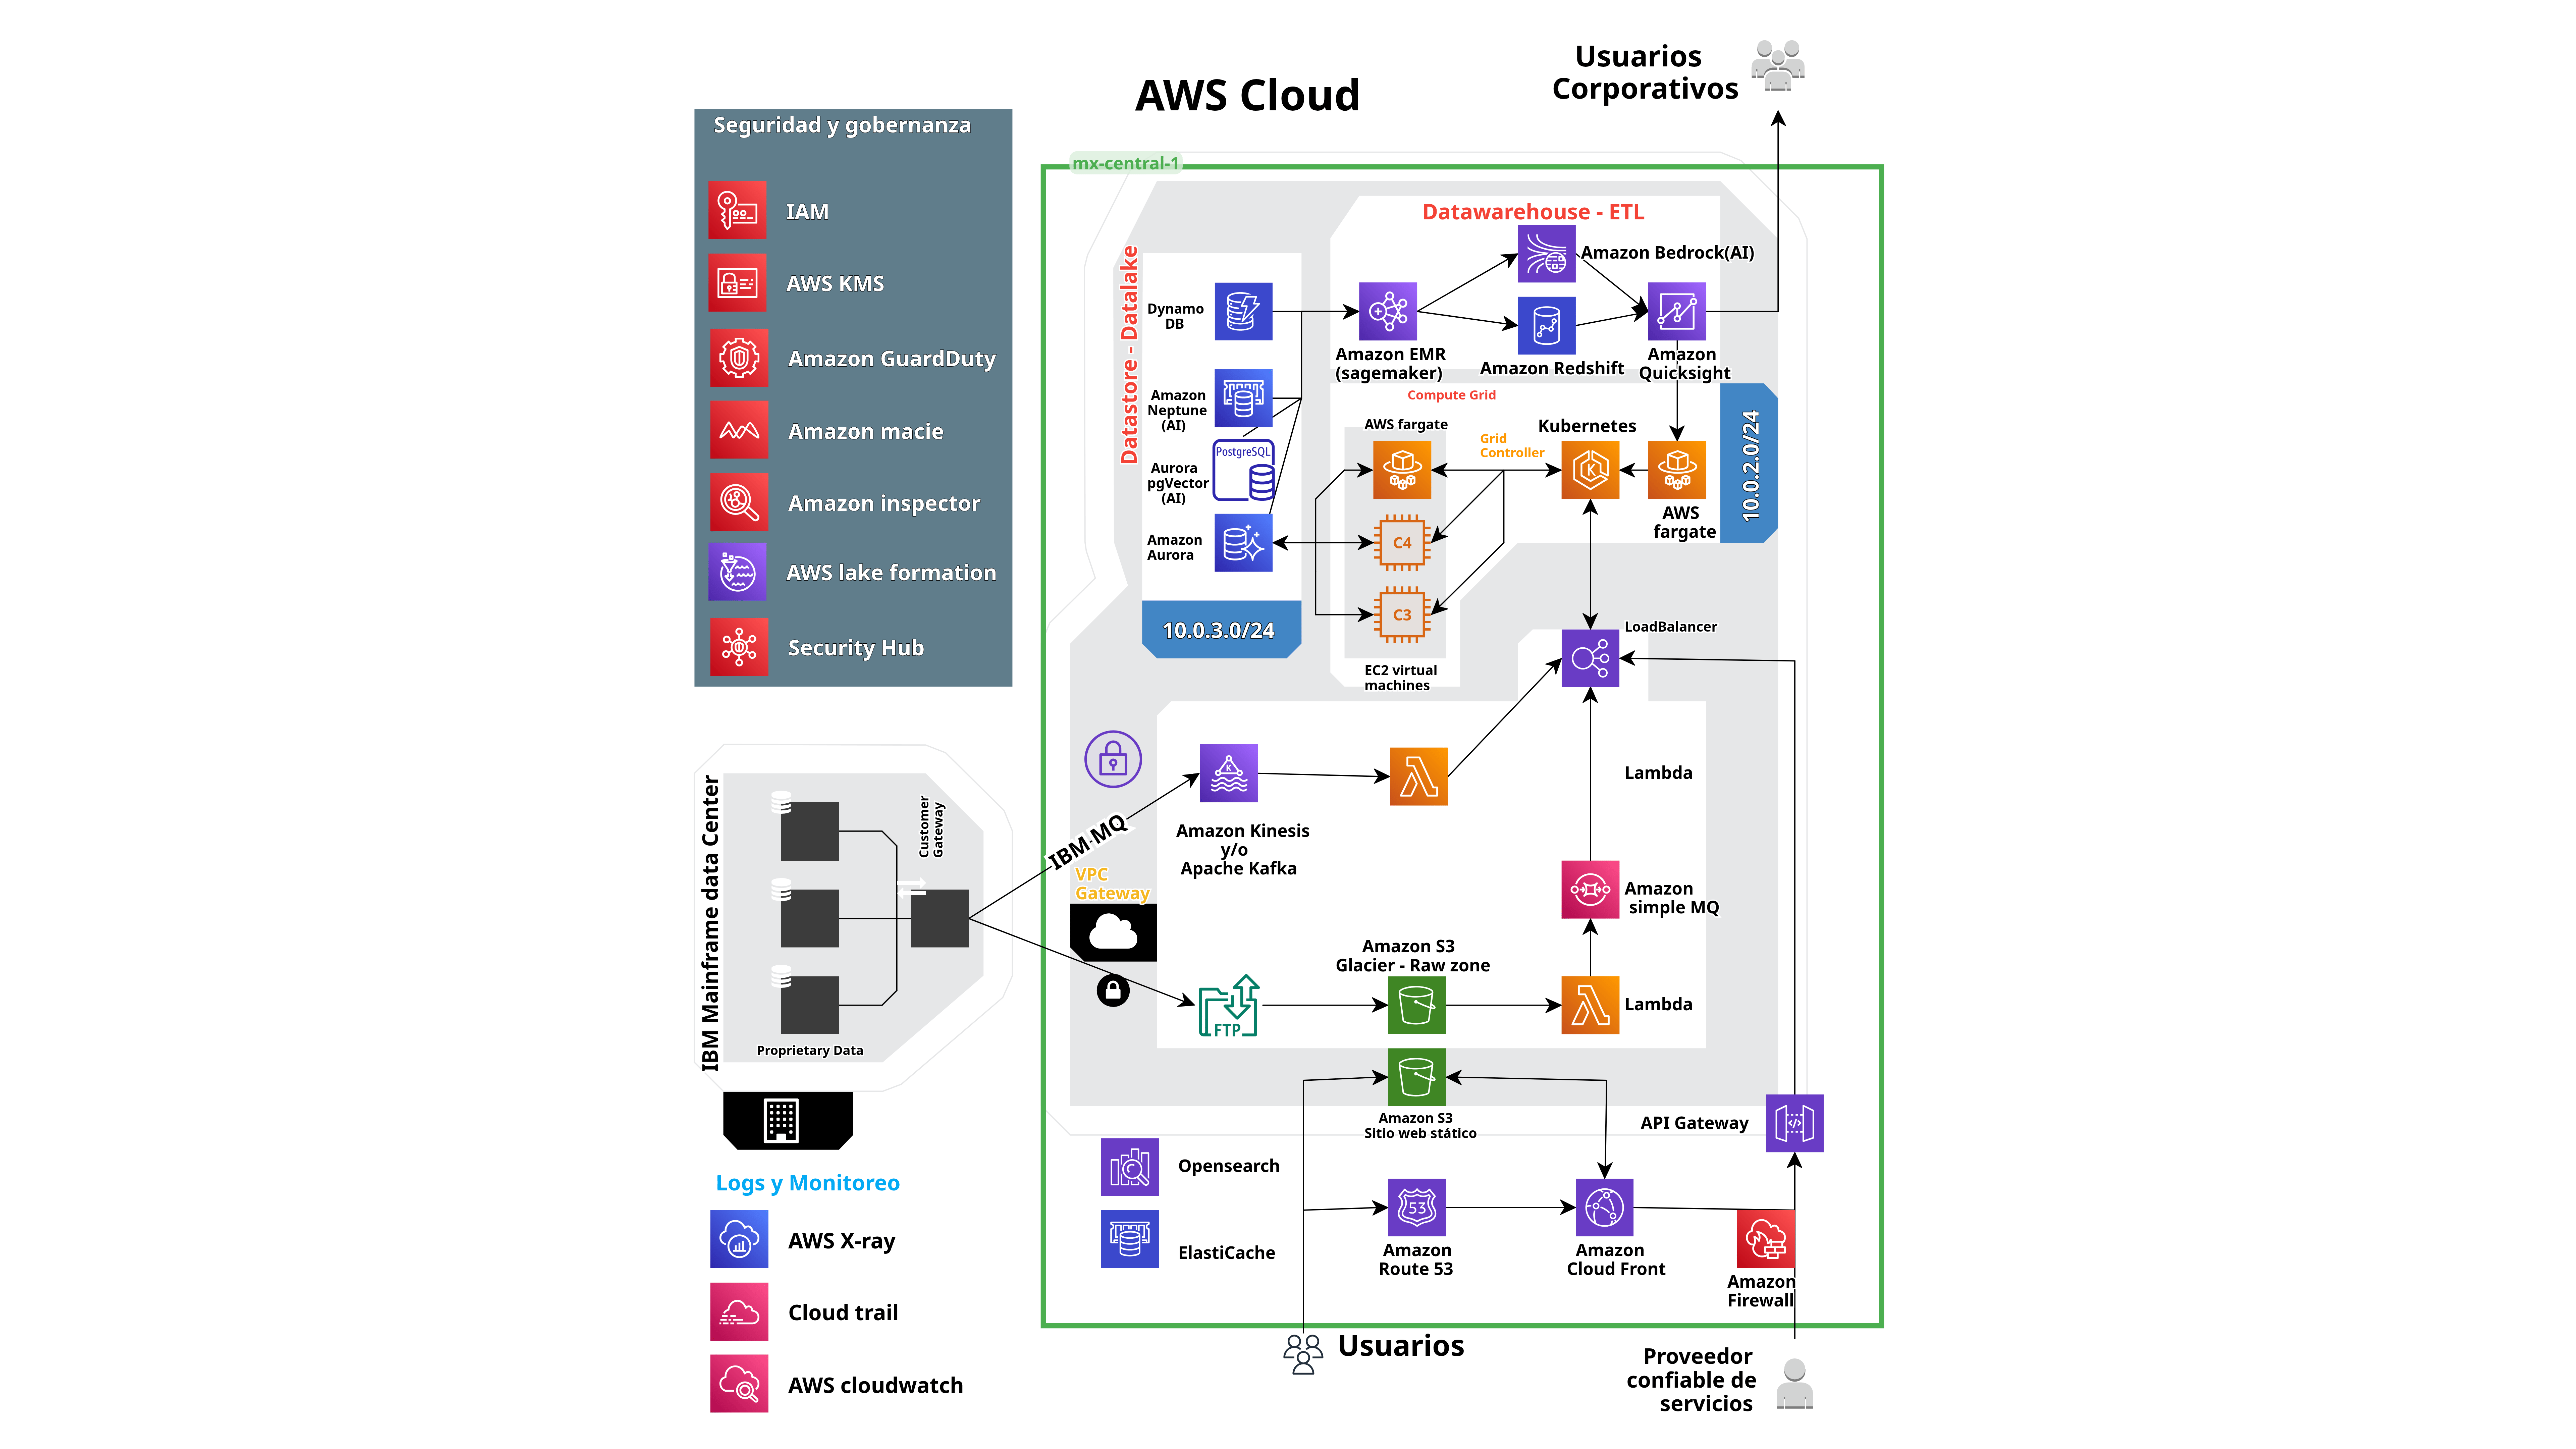 Usuarios
Corporativos
AWS Cloud
Seguridad y gobernanza
IAM
AWS KMS
Amazon GuardDuty
Amazon macie
Amazon inspector
AWS lake formation
Security Hub
mx-central-1
Datawarehouse - ETL
Amazon Bedrock(AI)
Amazon EMR
(sagemaker)
Amazon Redshift
Amazon
Quicksight
Datastore - Datalake
Dynamo
DB
Amazon
Neptune
(AI)
PostgreSQL
Aurora
pgVector
(AI)
Amazon
Aurora
10.0.3.0/24
Compute Grid
AWS fargate
Grid
Controller
Kubernetes
K
AWS
fargate
10.0.2.0/24
C4
C3
EC2 virtual
machines
LoadBalancer
IBM Mainframe data Center
Customer
Gateway
Proprietary Data
IBM-MQ
VPC
Gateway
K
Amazon Kinesis
y/o
Apache Kafka
Lambda
Amazon
simple MQ
Amazon S3
Glacier - Raw zone
FTP
Lambda
Amazon S3
Sitio web stático
API Gateway
Opensearch
ElastiCache
53
Amazon
Route 53
Amazon
Cloud Front
Amazon
Firewall
Logs y Monitoreo
AWS X-ray
Cloud trail
AWS cloudwatch
Usuarios
Proveedor
confiable de
servicios